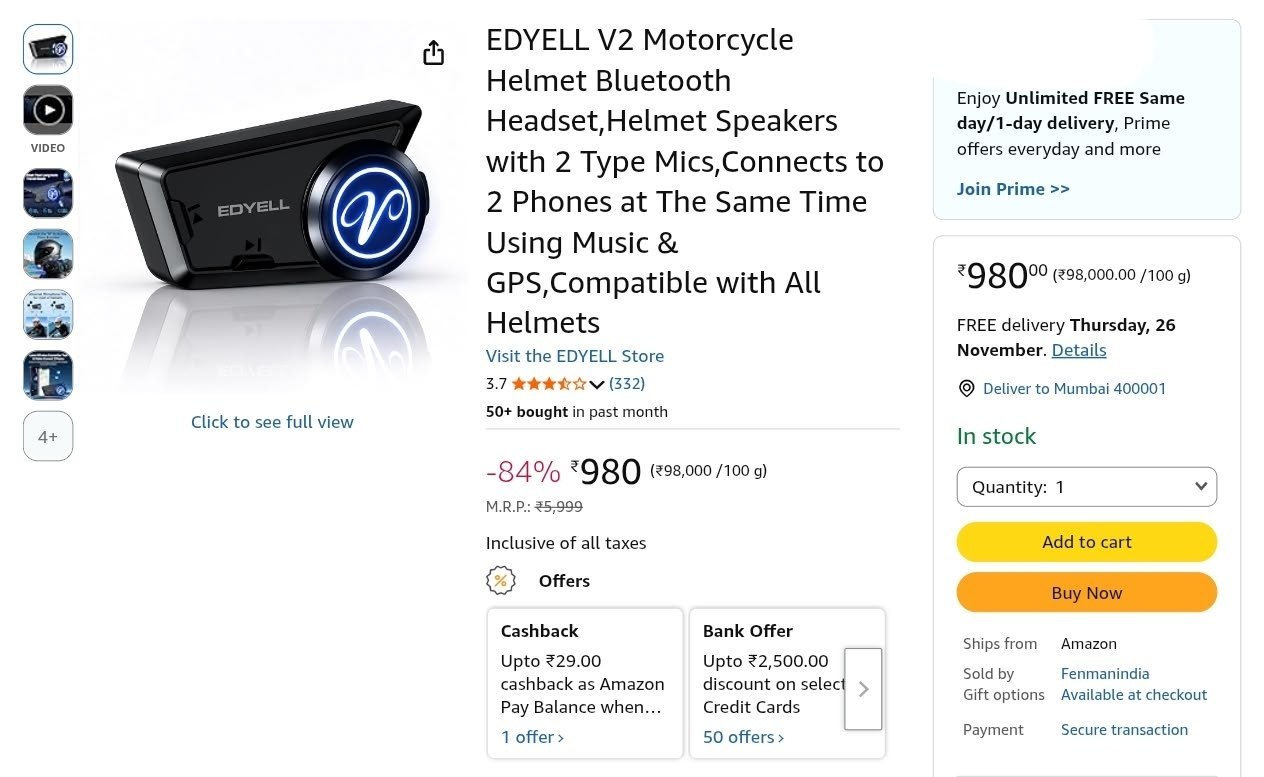 VIDEO
4+
EDYELL
Click to see full view
EDYELL V2 Motorcycle
Helmet Bluetooth
Headset,Helmet Speakers
with 2 Type Mics,Connects to
2 Phones at The Same Time
Using Music &
GPS,Compatible with All
Helmets
Visit the EDYELL Store
3.7 (332)
50+ bought in past month
-84% ₹980 (₹98,000 /100 g)
M.R.P.: ₹5,999
Inclusive of all taxes
% Offers
Cashback
Upto ₹29.00
cashback as Amazon
Pay Balance when…
1 offer ›
Bank Offer
Upto ₹2,500.00
discount on select
Credit Cards
50 offers ›
Enjoy Unlimited FREE Same
day/1-day delivery, Prime
offers everyday and more
Join Prime >>
₹98000 (₹98,000.00 /100 g)
FREE delivery Thursday, 26
November. Details
Deliver to Mumbai 400001
In stock
Quantity: 1
Add to cart
Buy Now
Ships from Amazon
Sold by Fenmanindia
Gift options Available at checkout
Payment Secure transaction